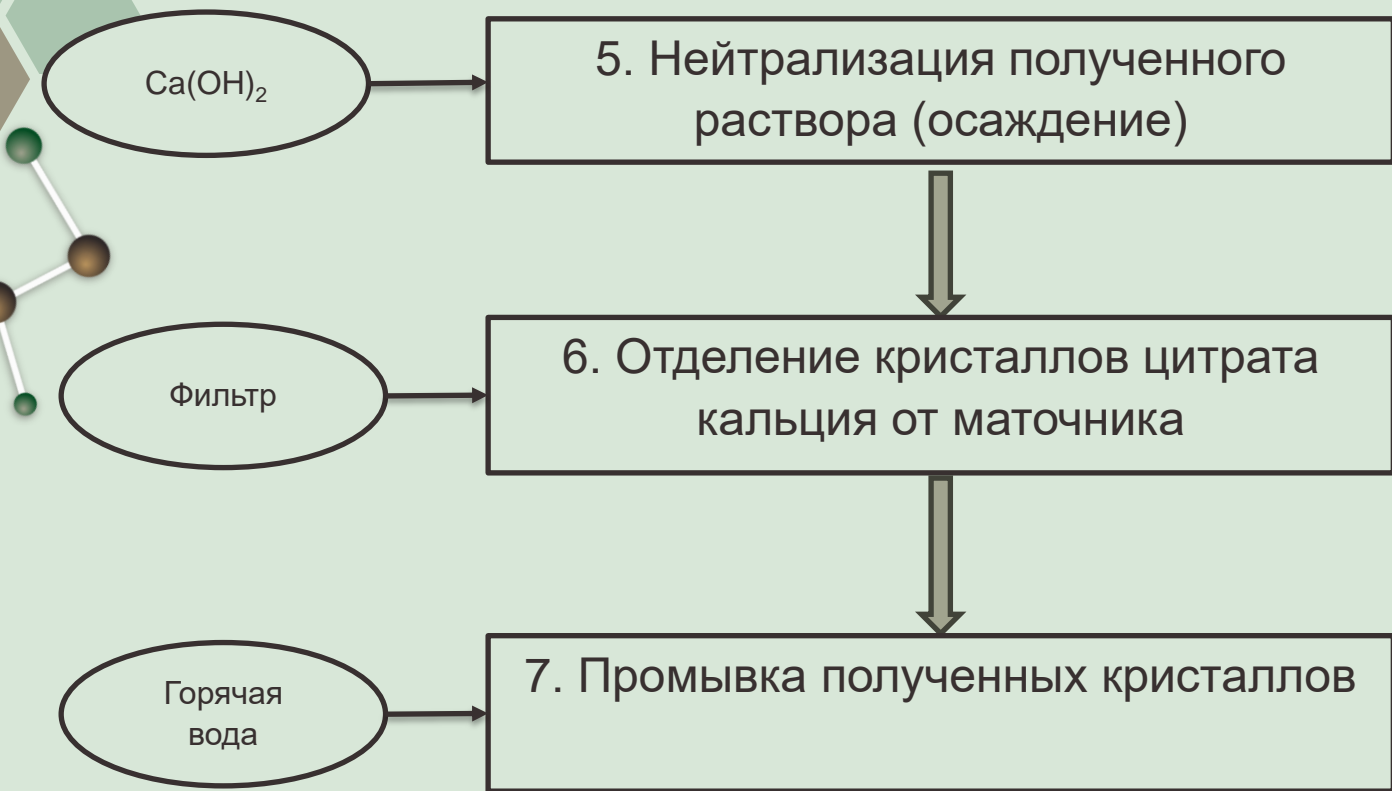 Ca(OH)₂
5. Нейтрализация полученного
раствора (осаждение)
Фильтр
6. Отделение кристаллов цитрата
кальция от маточника
Горячая
вода
7. Промывка полученных кристаллов